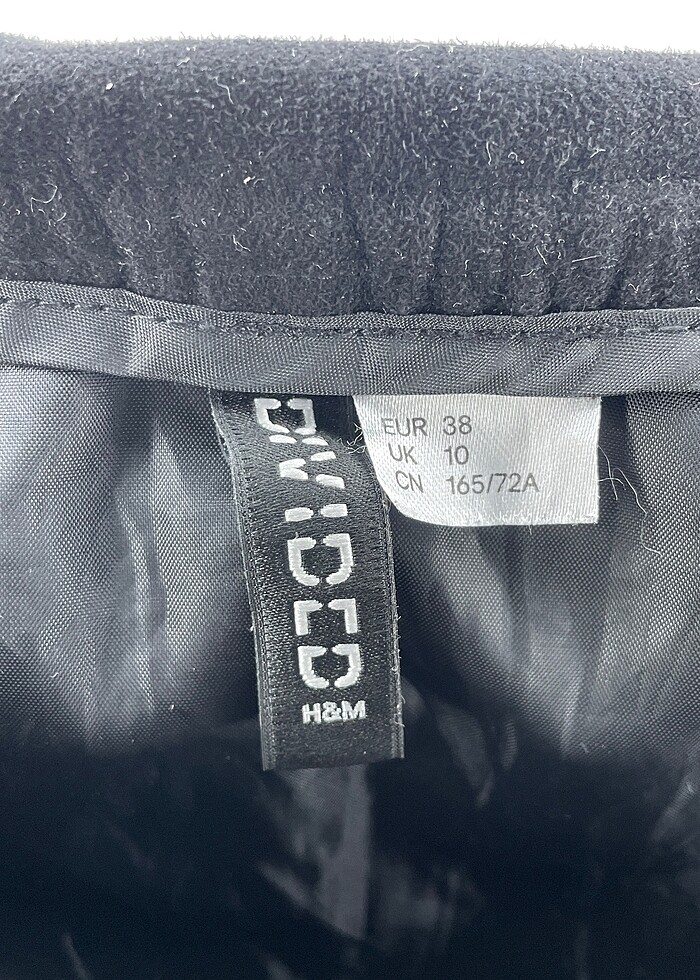 DIVIDED
H&M
EUR 38
UK 10
CN 165/72A